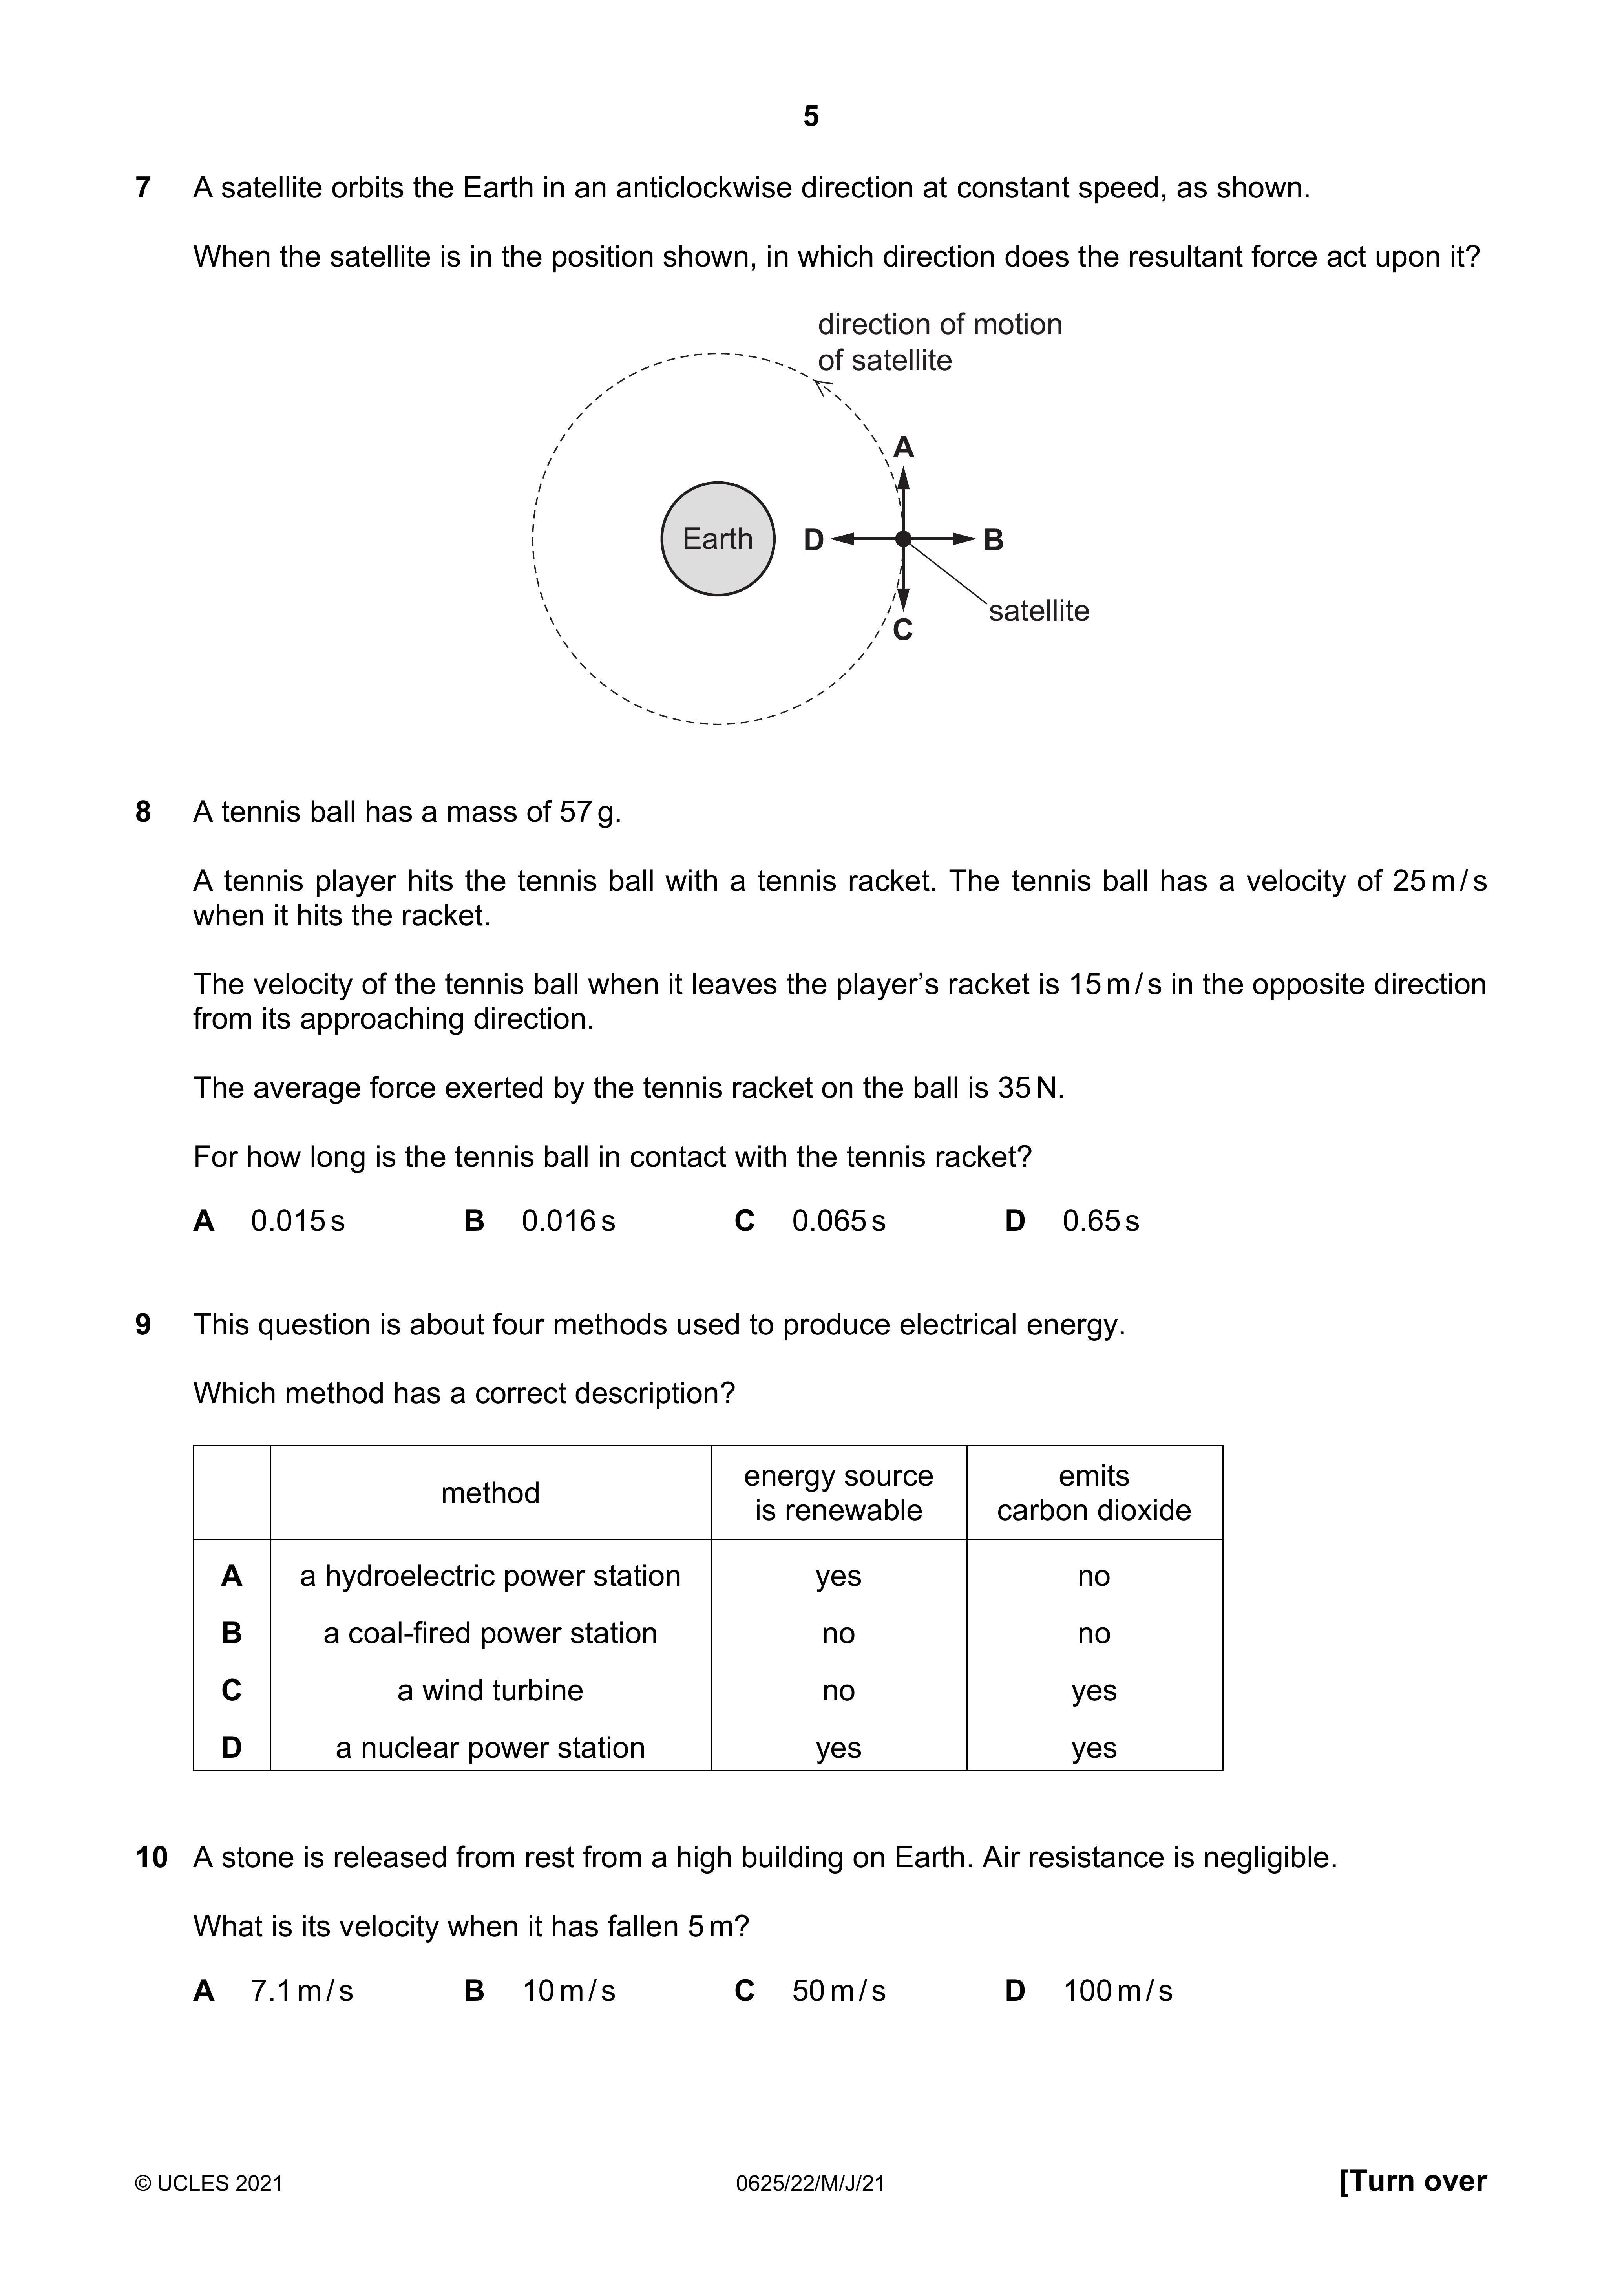 5
7 A satellite orbits the Earth in an anticlockwise direction at constant speed, as shown.
When the satellite is in the position shown, in which direction does the resultant force act upon it?
direction of motion
of satellite
A
Earth
D
B
satellite
C
8 A tennis ball has a mass of 57 g.
A tennis player hits the tennis ball with a tennis racket. The tennis ball has a velocity of 25 m / s
when it hits the racket.
The velocity of the tennis ball when it leaves the player’s racket is 15 m / s in the opposite direction
from its approaching direction.
The average force exerted by the tennis racket on the ball is 35 N.
For how long is the tennis ball in contact with the tennis racket?
A 0.015 s B 0.016 s C 0.065 s D 0.65 s
9 This question is about four methods used to produce electrical energy.
Which method has a correct description?
method energy source is renewable emits carbon dioxide
A a hydroelectric power station yes no
B a coal-fired power station no no
C a wind turbine no yes
D a nuclear power station yes yes
10 A stone is released from rest from a high building on Earth. Air resistance is negligible.
What is its velocity when it has fallen 5 m?
A 7.1 m / s B 10 m / s C 50 m / s D 100 m / s
© UCLES 2021 0625/22/M/J/21 [Turn over